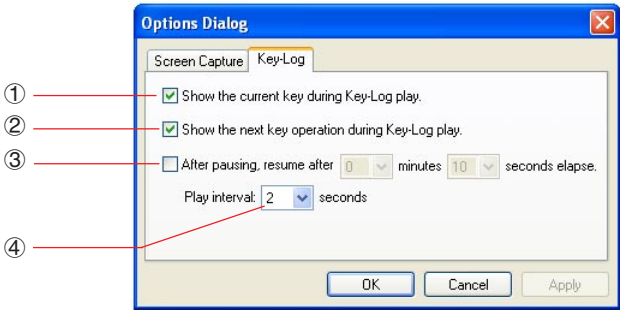 Options Dialog
Screen Capture Key-Log
① Show the current key during Key-Log play.
② Show the next key operation during Key-Log play.
③ After pausing, resume after 0 minutes 10 seconds elapse.
Play interval: 2 seconds
④
OK Cancel Apply